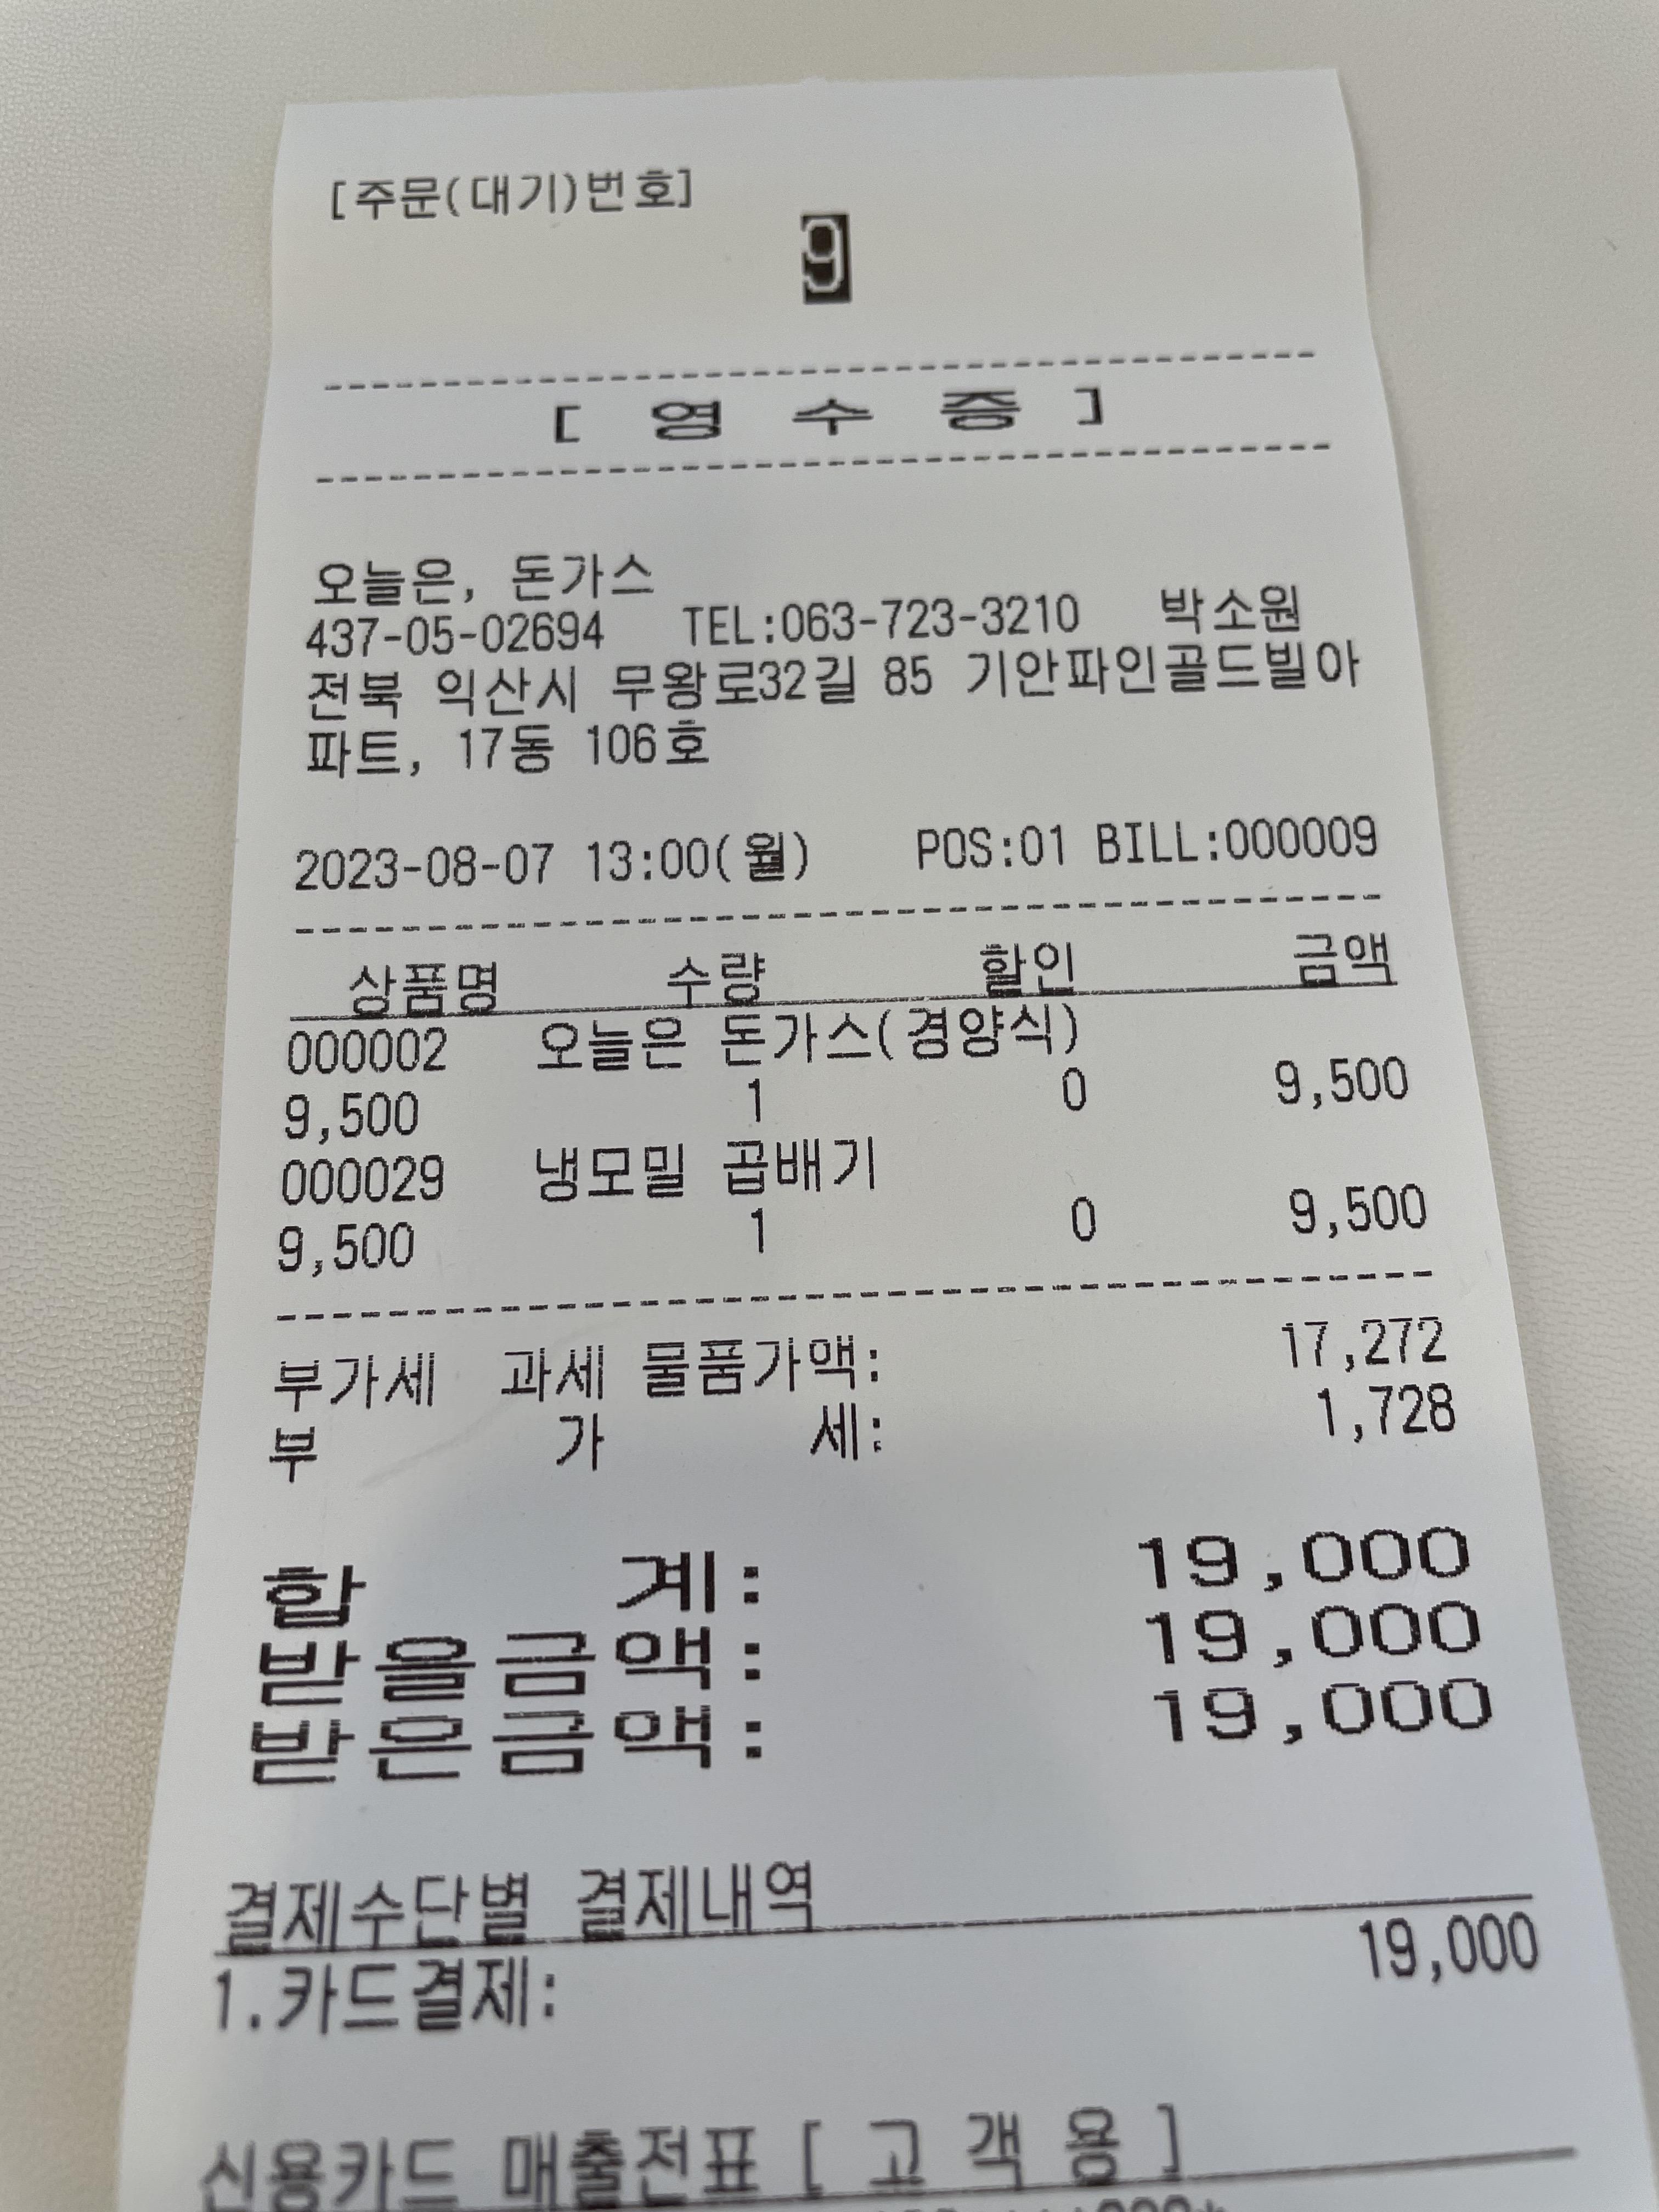 [주문(대기)번호]
9
[ 영 수 증 ]
오늘은, 돈가스
437-05-02694 TEL:063-723-3210 박소원
전북 익산시 무왕로32길 85 기안파인골드빌아
파트, 17동 106호
2023-08-07 13:00(월) POS:01 BILL:000009
상품명 수량 할인 금액
000002 오늘은 돈가스(경양식)
9,500 1 0 9,500
000029 냉모밀 곱배기
9,500 1 0 9,500
부가세 과세 물품가액: 17,272
부 가 세: 1,728
합 계: 19,000
받을금액: 19,000
받은금액: 19,000
결제수단별 결제내역
1.카드결제: 19,000
신용카드 매출전표 [ 고 객 용 ]